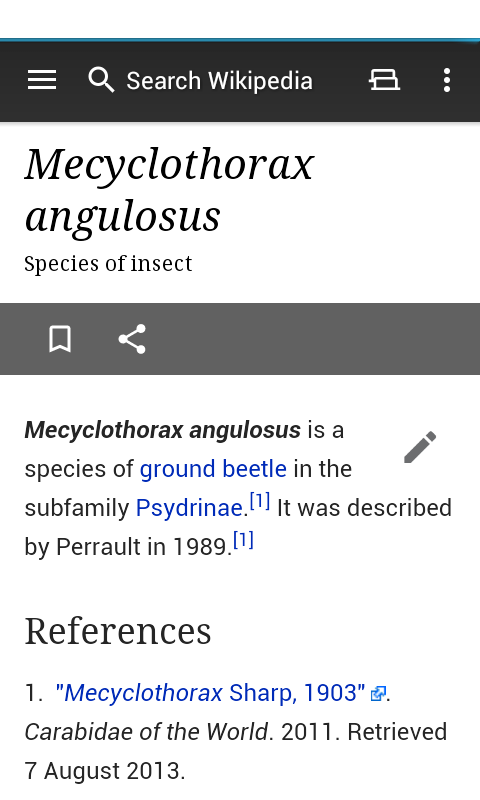 Search Wikipedia
Mecyclothorax
angulosus
Species of insect
Mecyclothorax angulosus is a
species of ground beetle in the
subfamily Psydrinae.[1] It was described
by Perrault in 1989.[1]
References
1. "Mecyclothorax Sharp, 1903".
Carabidae of the World. 2011. Retrieved
7 August 2013.